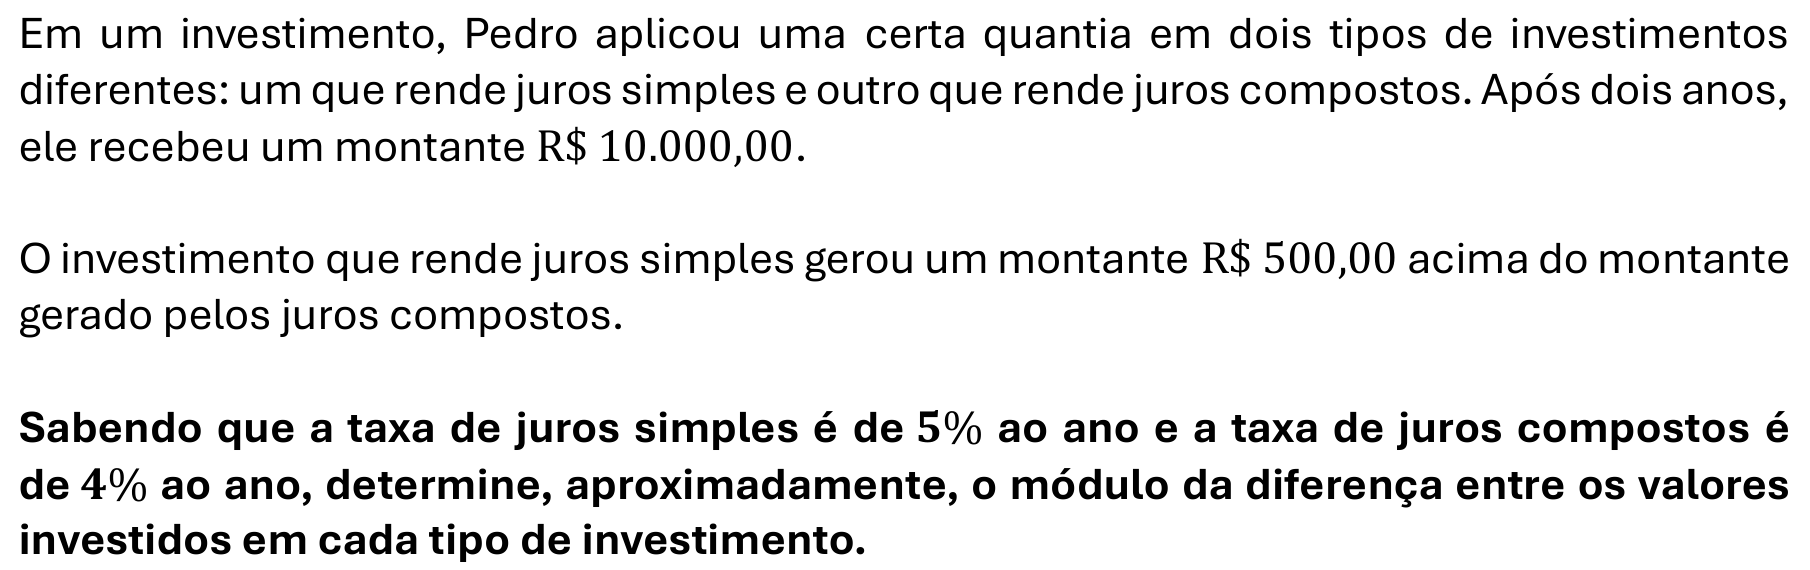 Em um investimento, Pedro aplicou uma certa quantia em dois tipos de investimentos
diferentes: um que rende juros simples e outro que rende juros compostos. Após dois anos,
ele recebeu um montante R$ 10.000,00.
O investimento que rende juros simples gerou um montante R$ 500,00 acima do montante
gerado pelos juros compostos.
Sabendo que a taxa de juros simples é de 5% ao ano e a taxa de juros compostos é
de 4% ao ano, determine, aproximadamente, o módulo da diferença entre os valores
investidos em cada tipo de investimento.